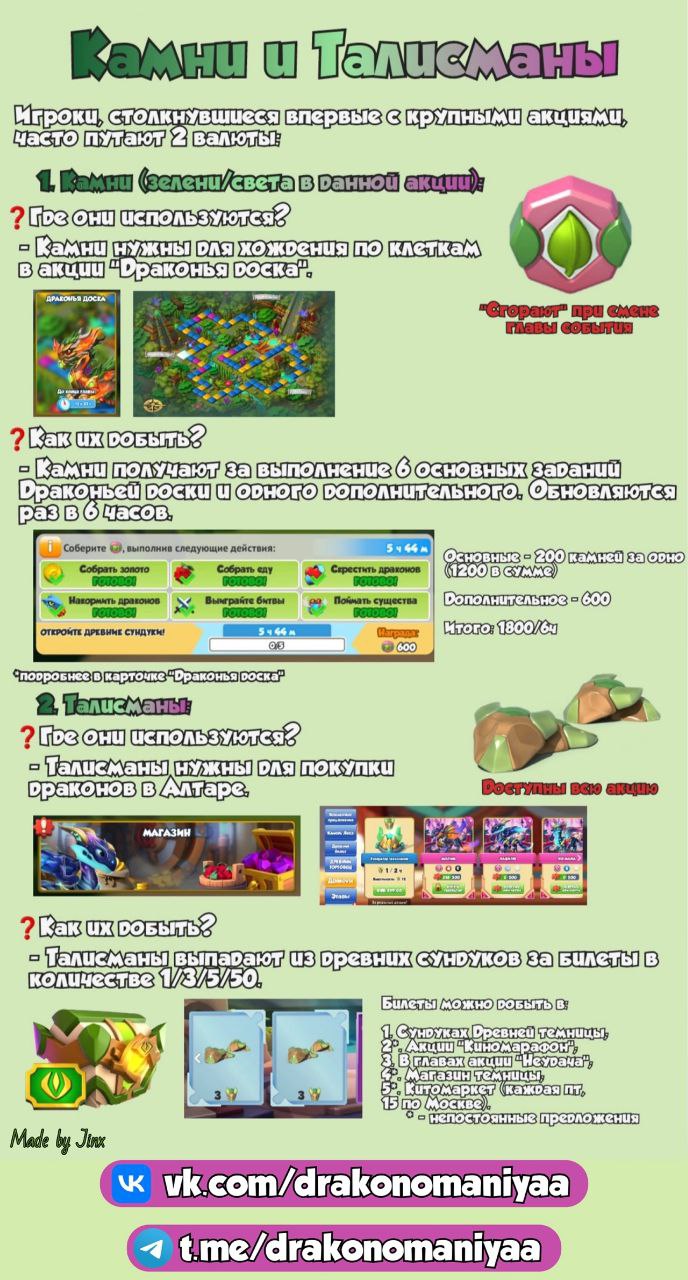 Камни и Талисманы
Игроки, столкнувшиеся впервые с крупными акциями,
часто путают 2 валюты:
1. Камни (зелени/света в данной акции):
❓Где они используются?
- Камни нужны для хождения по клеткам
в акции "Драконья доска".
"Сгорают" при смене
главы события
ДРАКОНЬЯ ДОСКА
До конца главы:
❓Как их добыть?
- Камни получают за выполнение 6 основных заданий
Драконьей доски и одного дополнительного. Обновляются
раз в 6 часов.
Соберите , выполнив следующие действия:
5 ч 44 м
Собрать золото
ГОТОВО!
Собрать еду
ГОТОВО!
Скрестить драконов
ГОТОВО!
Накормить драконов
ГОТОВО!
Выиграйте битвы
ГОТОВО!
Поймать существа
ГОТОВО!
ОТКРОЙТЕ ДРЕВНИЕ СУНДУКИ!
5 ч 44 м
0/5
Награда:
600
Основные - 200 камней за одно
(1200 в сумме)
Дополнительное - 600
Итого: 1800/6ч
*подробнее в карточке "Драконья доска"
2. Талисманы:
❓Где они используются?
- Талисманы нужны для покупки
драконов в Алтаре.
Доступны всю акцию
МАГАЗИН
1 / 2 ч
❓Как их добыть?
- Талисманы выпадают из древних сундуков за билеты в
количестве 1/3/5/50.
3
3
Билеты можно добыть в:
1. Сундуках Древней темницы,
2*. Акции "Киномарафон",
3. В главах акции "Неудача",
4*. Магазин темницы,
5*. Китомаркет (каждая пт,
15 по Москве).
* - непостоянные предложения
Made by Jinx
vk.com/drakonomaniyaa
t.me/drakonomaniyaa